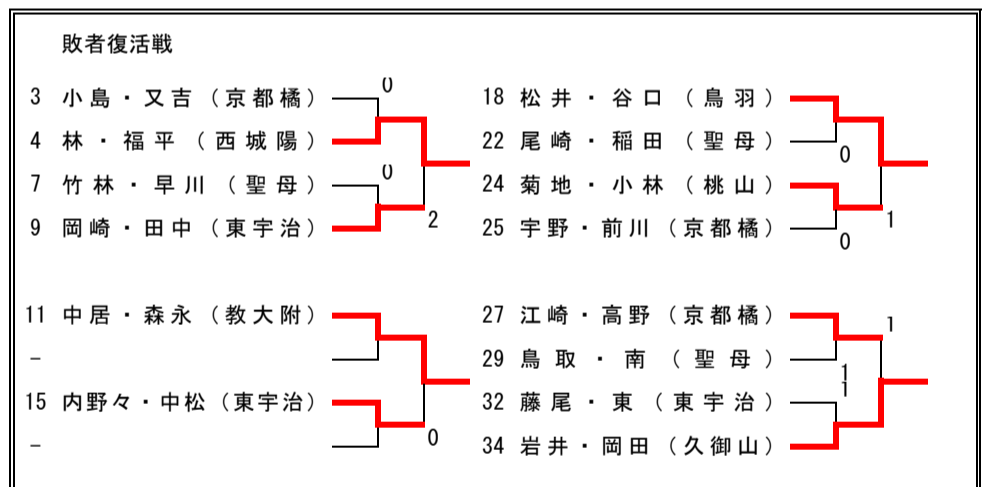 敗者復活戦
0
3 小島・又吉（京都橘）
4 林・福平（西城陽）
0
7 竹林・早川（聖母）
9 岡崎・田中（東宇治）
2
11 中居・森永（教大附）
－
15 内野々・中松（東宇治）
－
0
18 松井・谷口（鳥羽）
22 尾崎・稲田（聖母）
0
24 菊地・小林（桃山）
25 宇野・前川（京都橘）
0
1
27 江崎・高野（京都橘）
1
29 鳥取・南（聖母）
1
1
32 藤尾・東（東宇治）
34 岩井・岡田（久御山）